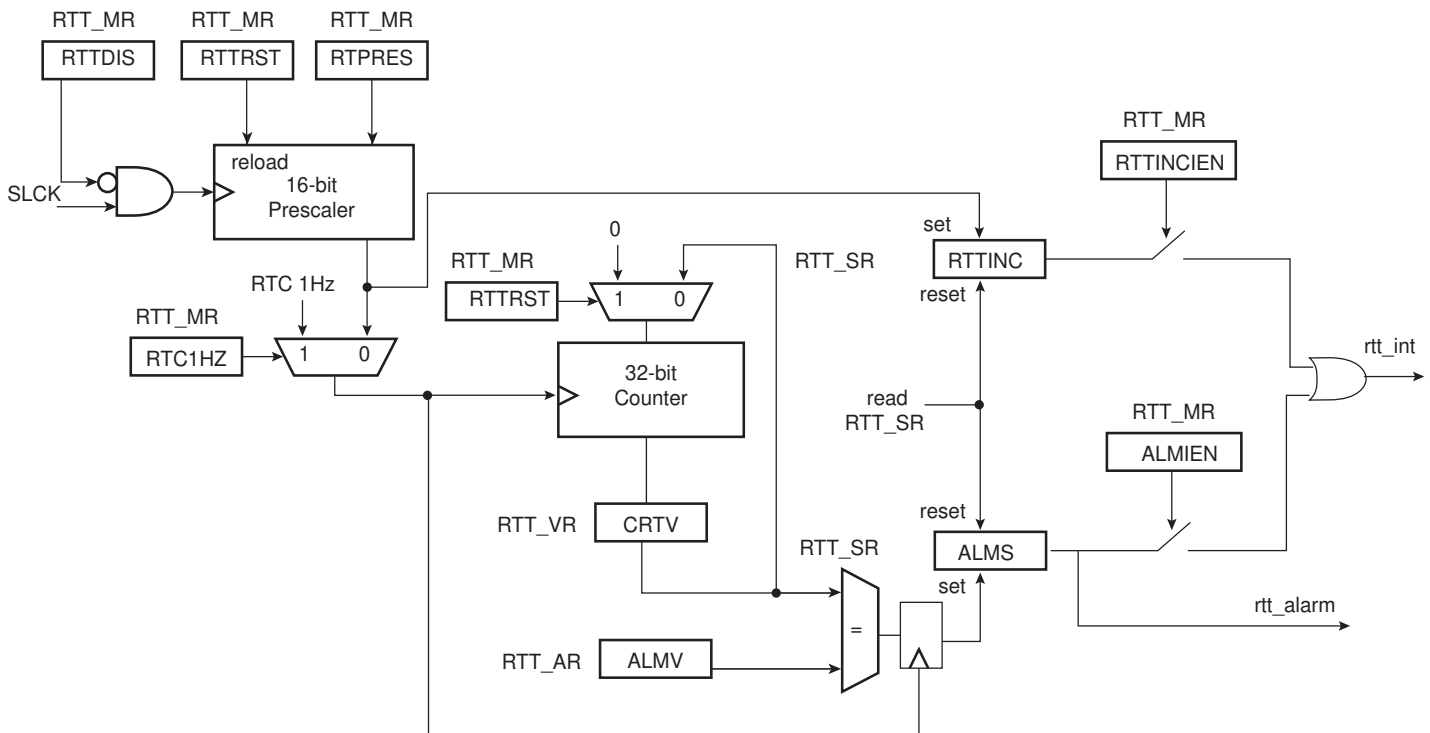 RTT_MR
RTT_MR
RTT_MR
RTTDIS
RTTRST
RTPRES
reload
16-bit
Prescaler
SLCK
RTT_MR
RTTINCIEN
0
set
RTT_MR
RTT_SR
RTTINC
RTC 1Hz
RTTRST
1 0
reset
RTT_MR
RTC1HZ
1 0
rtt_int
32-bit
Counter
read
RTT_SR
RTT_MR
ALMIEN
reset
RTT_VR
CRTV
RTT_SR
ALMS
set
rtt_alarm
=
RTT_AR
ALMV